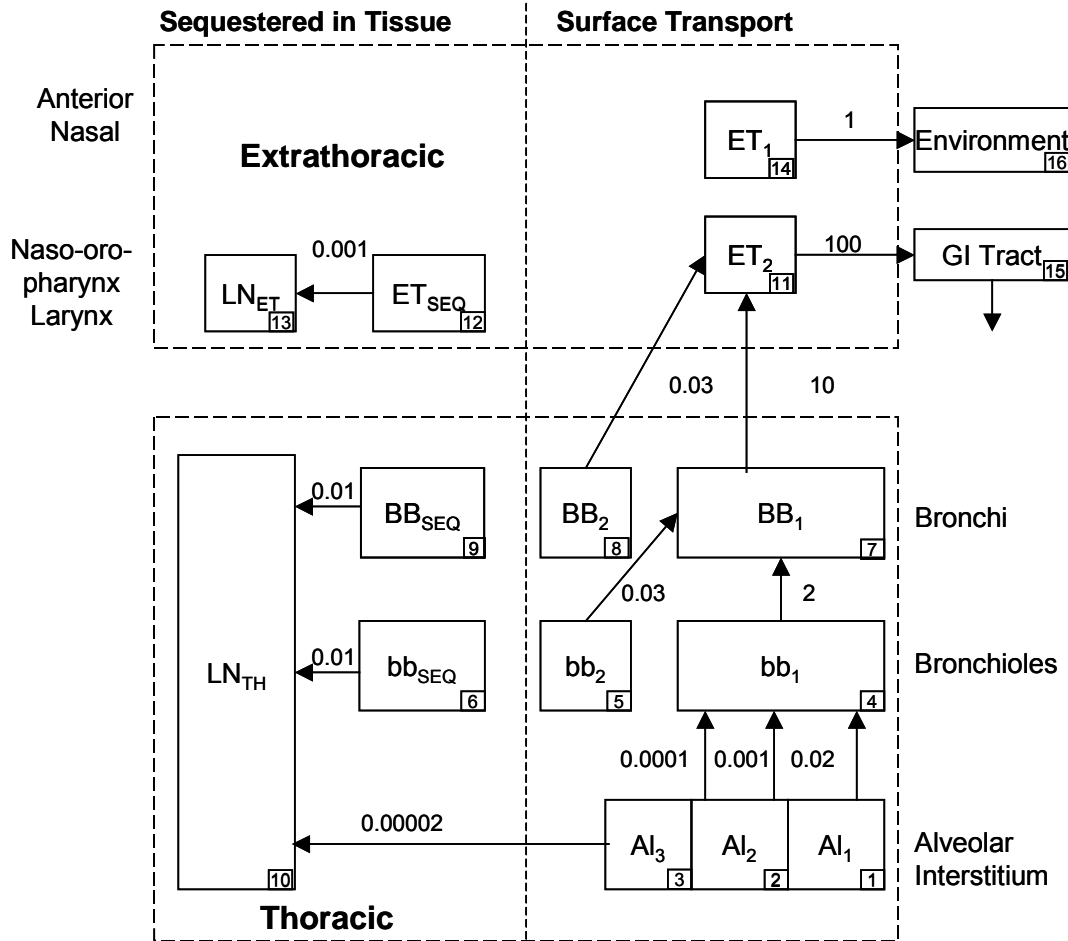 Sequestered in Tissue
Surface Transport
Anterior
Nasal
Extrathoracic
ET1
14
1
Environment
16
Naso-oro-
pharynx
Larynx
LNET
13
0.001
ETSEQ
12
ET2
11
100
GI Tract
15
0.03
10
LNTH
10
0.01
BBSEQ
9
BB2
8
BB1
7
Bronchi
0.03
2
0.01
bbSEQ
6
bb2
5
bb1
4
Bronchioles
0.0001
0.001
0.02
0.00002
AI3
3
AI2
2
AI1
1
Alveolar
Interstitium
Thoracic